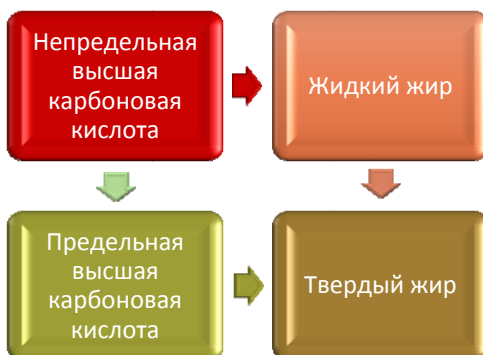 Непредельная
высшая
карбоновая
кислота
Жидкий жир
Предельная
высшая
карбоновая
кислота
Твердый жир